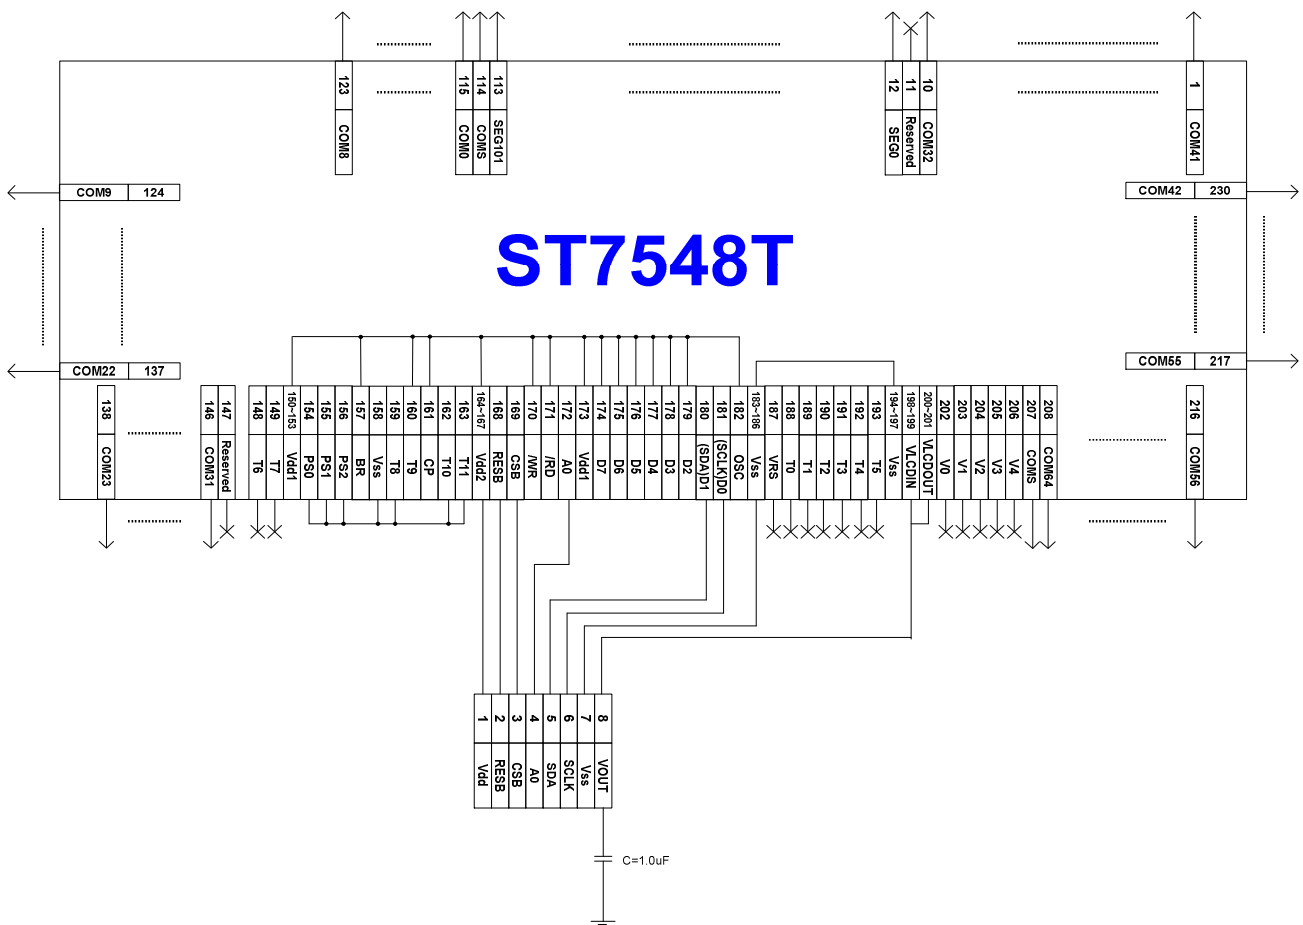 123 COM8
115 COM0
114 COMS
113 SEG101
12 SEG0
11 Reserved
10 COM32
1 COM41
COM9 124
COM42 230
ST7548T
COM22 137
COM55 217
138 COM23
146 COM31
147 Reserved
148 T6
149 T7
150~153 Vdd1
154 PS0
155 PS1
156 PS2
157 BR
158 Vss
159 T8
160 T9
161 CP
162 T10
163 T11
164~167 Vdd2
168 RESB
169 CSB
170 /WR
171 /RD
172 A0
173 Vdd1
174 D7
175 D6
176 D5
177 D4
178 D3
179 D2
180 (SDA)D1
181 (SCLK)D0
182 OSC
183~186 Vss
187 VRS
188 T0
189 T1
190 T2
191 T3
192 T4
193 T5
194~197 Vss
198~199 VLCDIN
200~201 VLCDOUT
202 V0
203 V1
204 V2
205 V3
206 V4
207 COMS
208 COM64
216 COM56
1 Vdd
2 RESB
3 CSB
4 A0
5 SDA
6 SCLK
7 Vss
8 VOUT
C=1.0uF